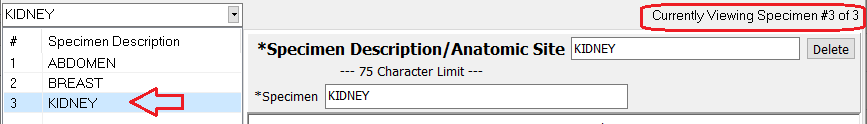 KIDNEY
Currently Viewing Specimen #3 of 3
# Specimen Description
1 ABDOMEN
2 BREAST
3 KIDNEY
*Specimen Description/Anatomic Site KIDNEY Delete
--- 75 Character Limit ---
*Specimen KIDNEY